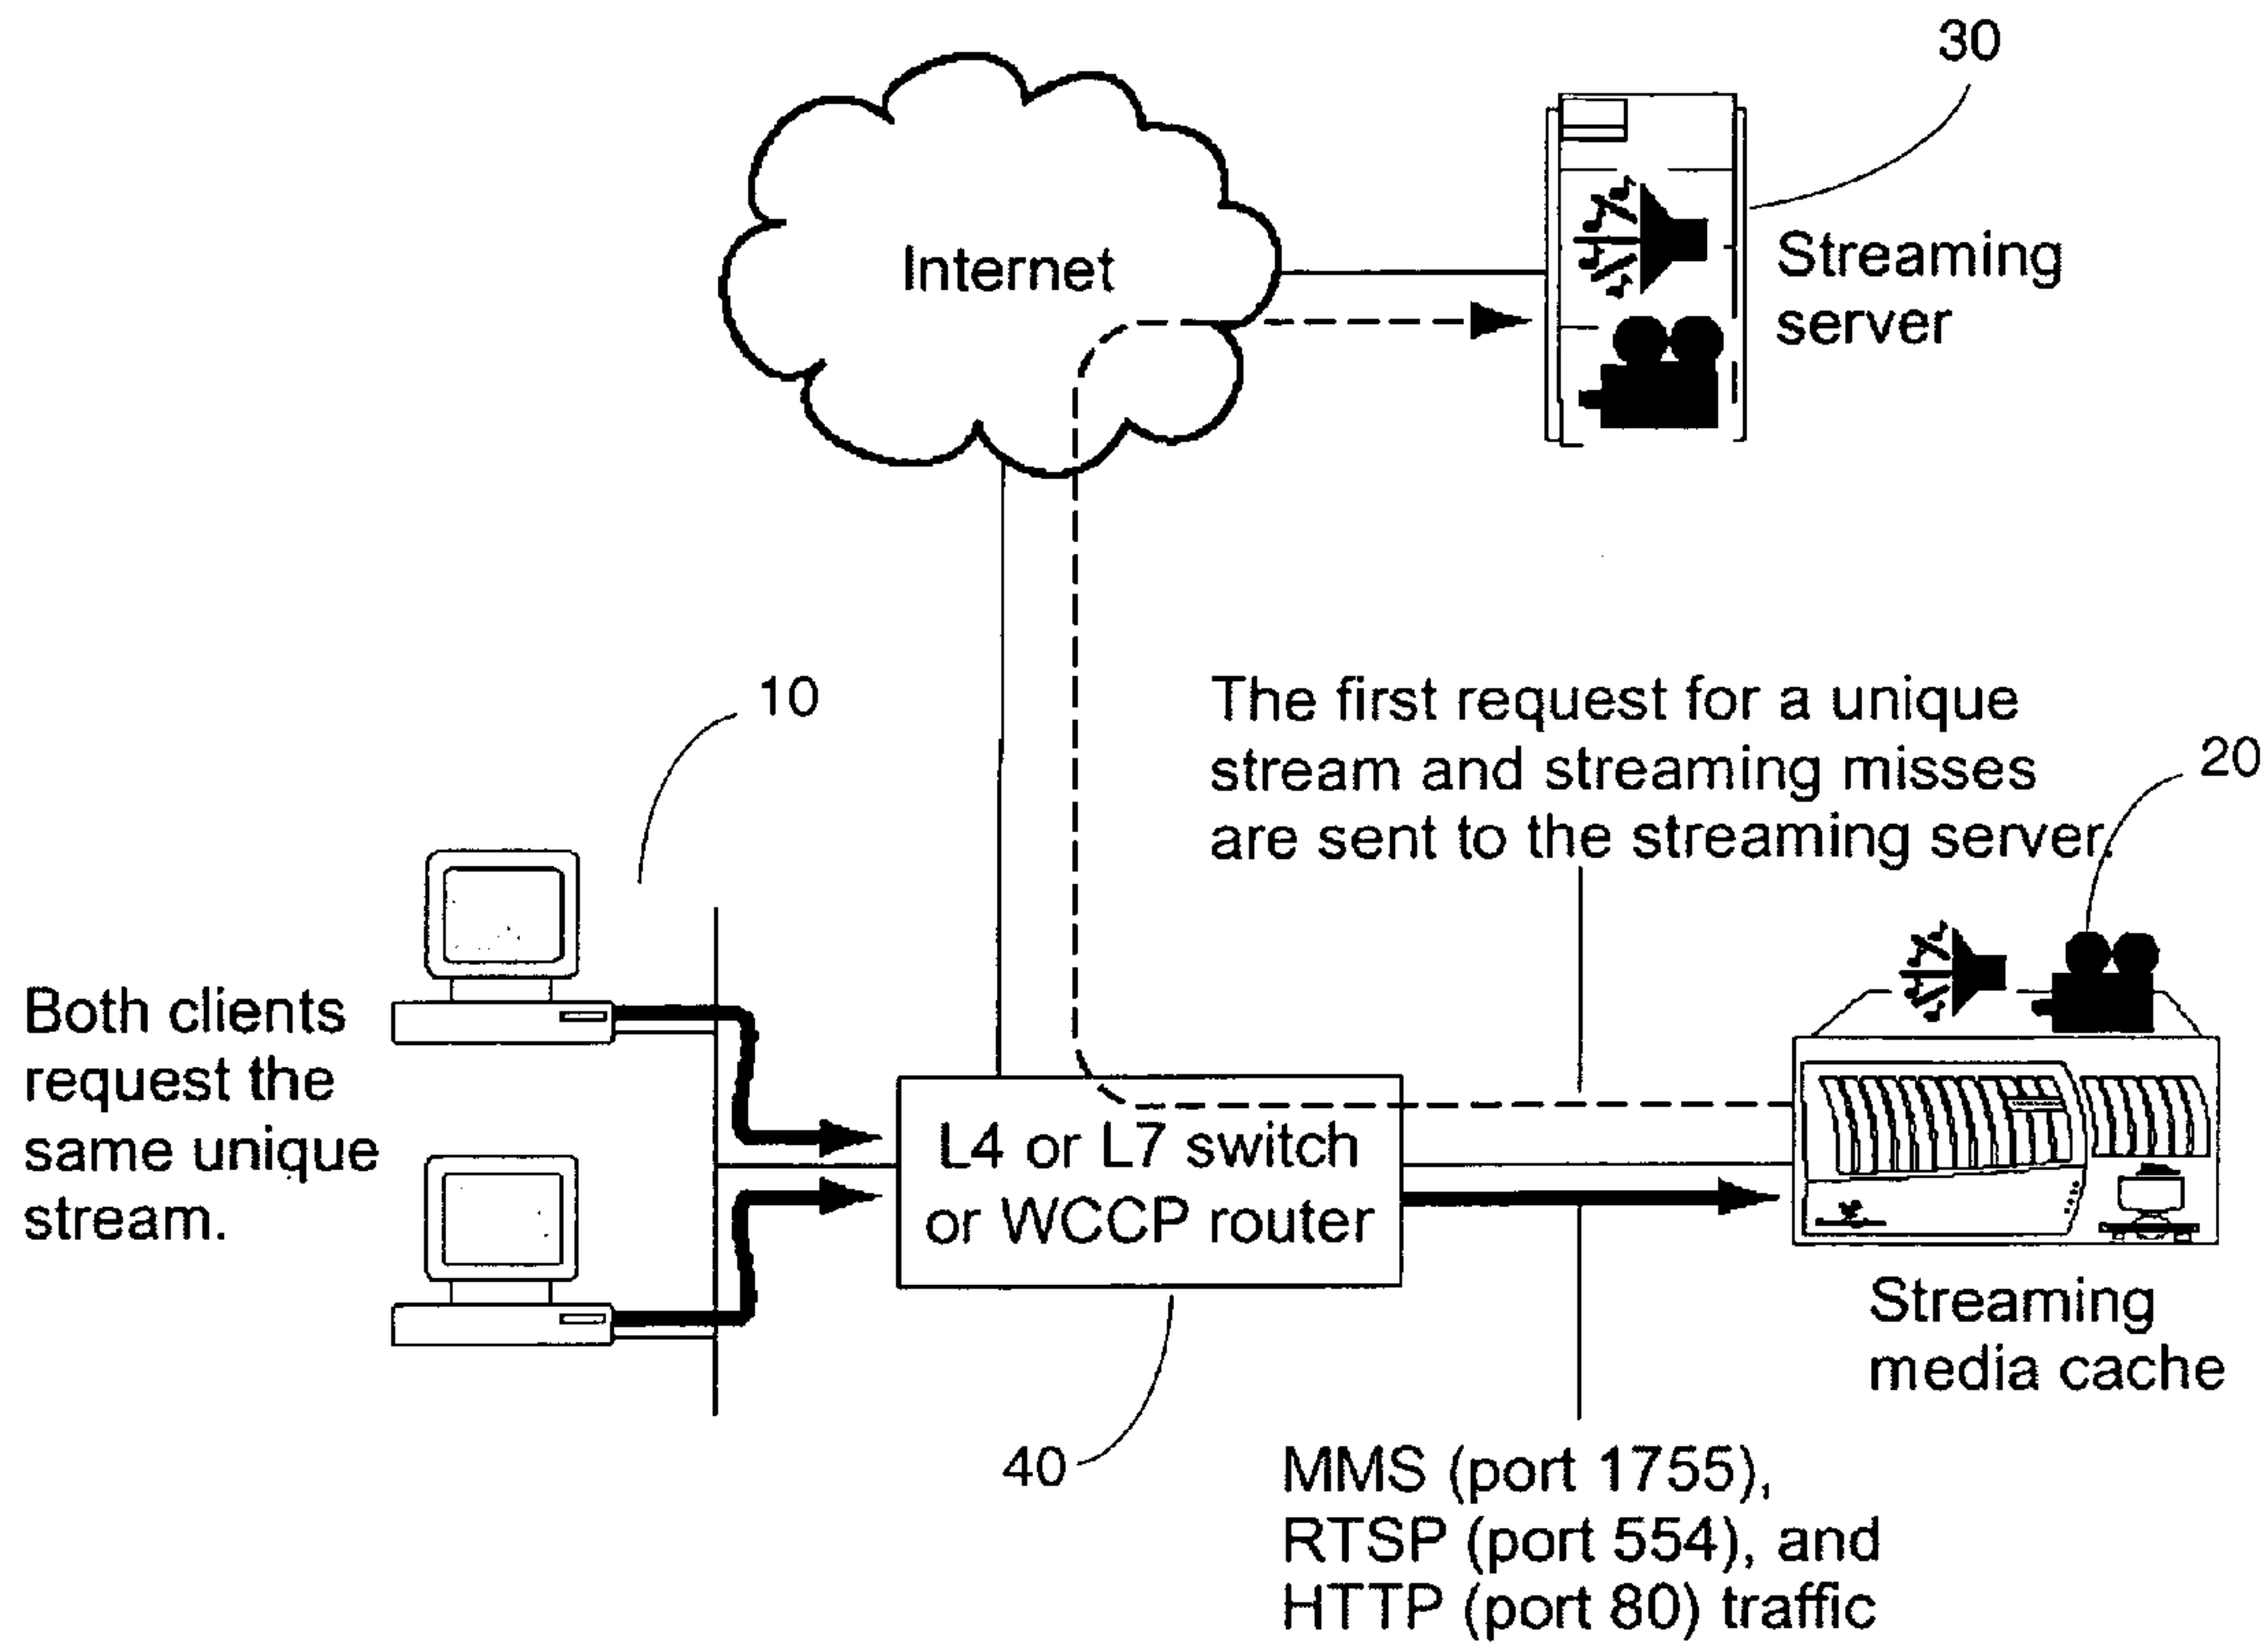 30
Internet
Streaming
server
10
The first request for a unique
stream and streaming misses
are sent to the streaming server.
20
Both clients
request the
same unique
stream.
L4 or L7 switch
or WCCP router
Streaming
media cache
40
MMS (port 1755),
RTSP (port 554), and
HTTP (port 80) traffic